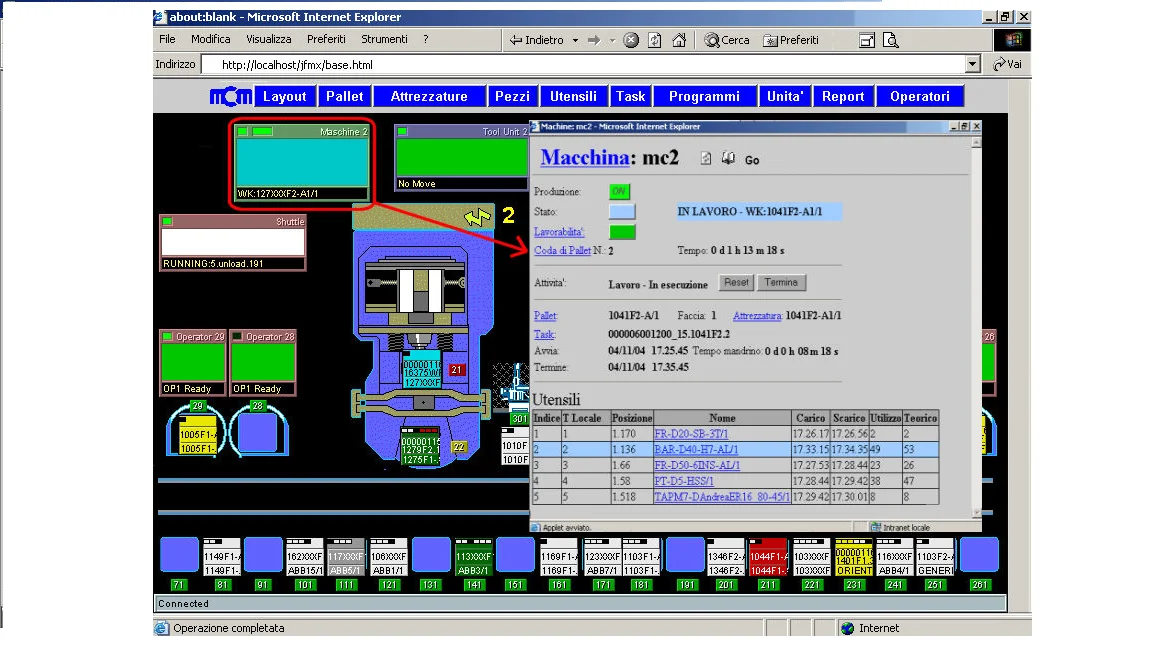 about:blank - Microsoft Internet Explorer
File Modifica Visualizza Preferiti Strumenti ?
Indietro Cerca Preferiti
Indirizzo http://localhost/jfmx/base.html Vai
mcm Layout Pallet Attrezzature Pezzi Utensili Task Programmi Unita' Report Operatori
Maschine 2
WK:127XXXF2-A1/1
Tool Unit 2
No Move
Shuttle
RUNNING:5.unload.191
2
Operator 29
OP1 Ready
Operator 28
OP1 Ready
26
29
28
1005F1-
1005F1-
0000011
16375WF
127XXXF
21
301
0000011
1279F2.
1275F1-
22
1010F
1010F
Machine: mc2 - Microsoft Internet Explorer
Macchina: mc2 Go
Produzione: ON
Stato: IN LAVORO - WK:1041F2-A1/1
Lavorabilita':
Coda di Pallet N.: 2 Tempo: 0 d 1 h 13 m 18 s
Attivita': Lavoro - In esecuzione Reset Termina
Pallet: 1041F2-A/1 Faccia: 1 Attrezzatura: 1041F2-A1/1
Task: 000006001200_15.1041F2.2
Avvia: 04/11/04 17.25.45 Tempo mandrino: 0 d 0 h 08 m 18 s
Termine: 04/11/04 17.35.45
Utensili
Indice T Locale Posizione Nome Carico Scarico Utilizzo Teorico
1 1 1.170 FR-D20-SB-3T/1 17.26.17 17.26.56 2 2
2 2 1.136 BAR-D40-H7-AL/1 17.33.15 17.34.35 49 53
3 3 1.66 FR-D50-6INS-AL/1 17.27.53 17.28.44 23 26
4 4 1.58 PT-D5-HSS/1 17.28.44 17.29.42 38 47
5 5 1.518 TAPM7-DAndreaER16_80-45/1 17.29.42 17.30.01 8 8
Applet avviato. Intranet locale
1149F1-A 162XXXF 117XXXF 106XXXF 113XXXF 1169F1-A 123XXXF 1103F1-A 1346F2-A 1044F1-A 103XXXF 0000011 116XXXF 1103F2-A
1401F1.3
1149F1- ABB15/1 ABB5/1 ABB1/1 ABB3/1 1169F1- ABB7/1 1103F1- 1346F2- 1044F1- 103XXXF ORIENT ABB4/1 GENERI
71 81 91 101 111 121 131 141 151 161 171 181 191 201 211 221 231 241 251 261
Connected
Operazione completata Internet